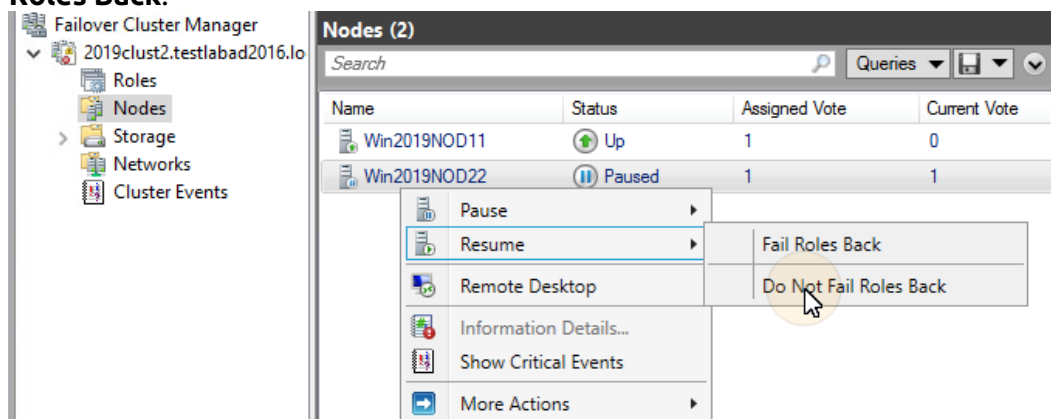 Roles Back.
Failover Cluster Manager
2019clust2.testlabad2016.lo
Roles
Nodes
Storage
Networks
Cluster Events
Nodes (2)
Search
Queries
Name Status Assigned Vote Current Vote
Win2019NOD11 Up 1 0
Win2019NOD22 Paused 1 1
Pause
Resume
Remote Desktop
Information Details...
Show Critical Events
More Actions
Fail Roles Back
Do Not Fail Roles Back